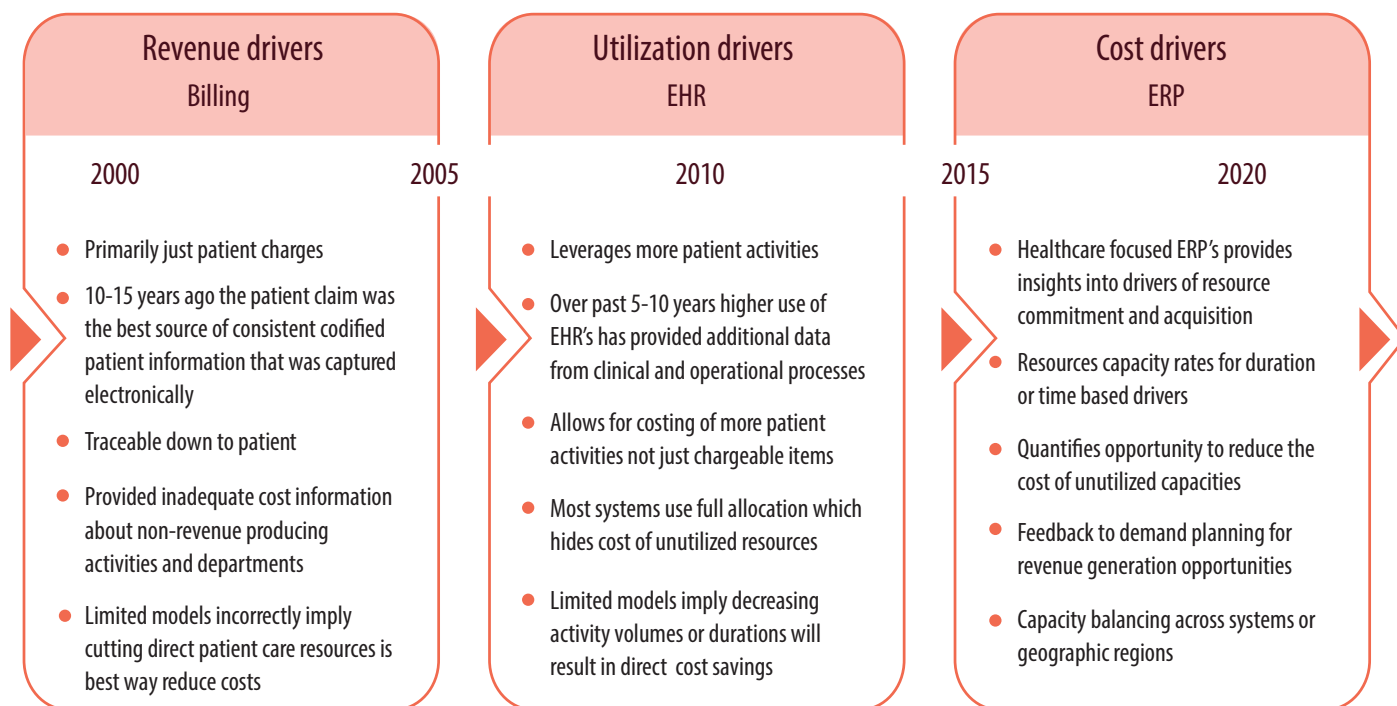 Revenue drivers
Billing
2000
2005
Primarily just patient charges
10-15 years ago the patient claim was
the best source of consistent codified
patient information that was captured
electronically
Traceable down to patient
Provided inadequate cost information
about non-revenue producing
activities and departments
Limited models incorrectly imply
cutting direct patient care resources is
best way reduce costs
Utilization drivers
EHR
2010
Leverages more patient activities
Over past 5-10 years higher use of
EHR's has provided additional data
from clinical and operational processes
Allows for costing of more patient
activities not just chargeable items
Most systems use full allocation which
hides cost of unutilized resources
Limited models imply decreasing
activity volumes or durations will
result in direct cost savings
Cost drivers
ERP
2015
2020
Healthcare focused ERP's provides
insights into drivers of resource
commitment and acquisition
Resources capacity rates for duration
or time based drivers
Quantifies opportunity to reduce the
cost of unutilized capacities
Feedback to demand planning for
revenue generation opportunities
Capacity balancing across systems or
geographic regions